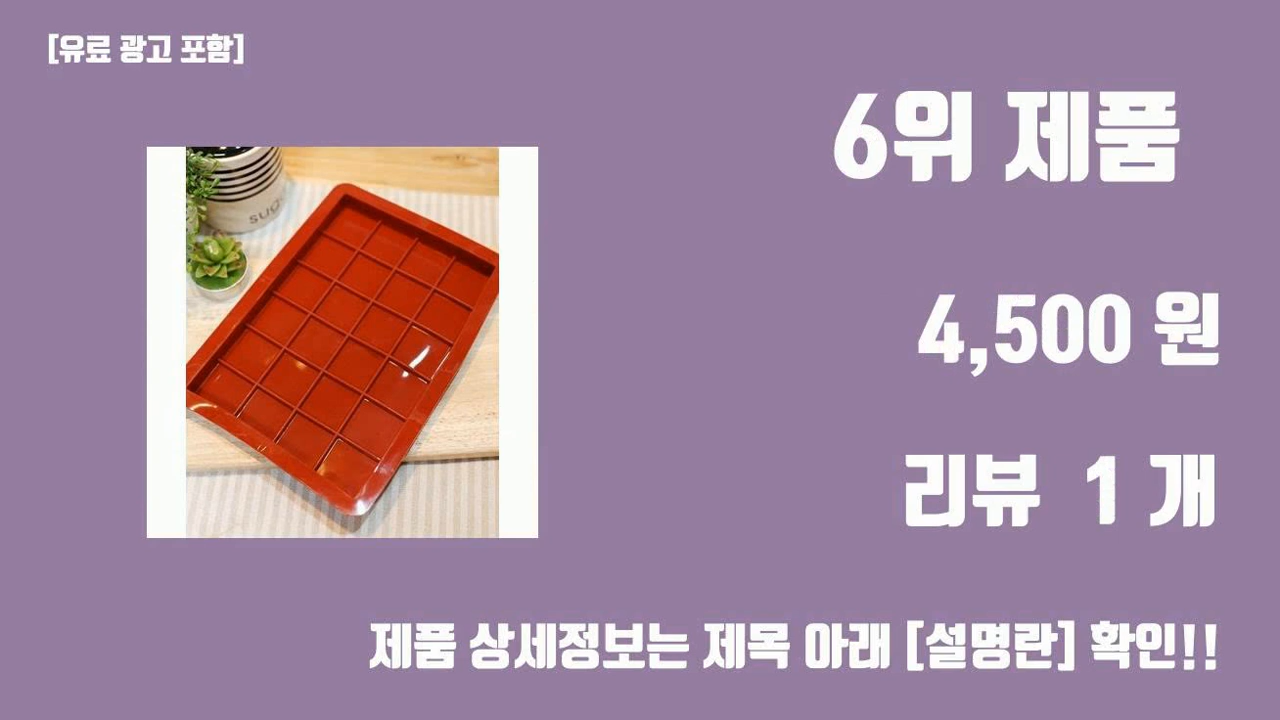 [유료 광고 포함]
6위 제품
sug
4,500 원
리뷰 1 개
제품 상세정보는 제목 아래 [설명란] 확인!!